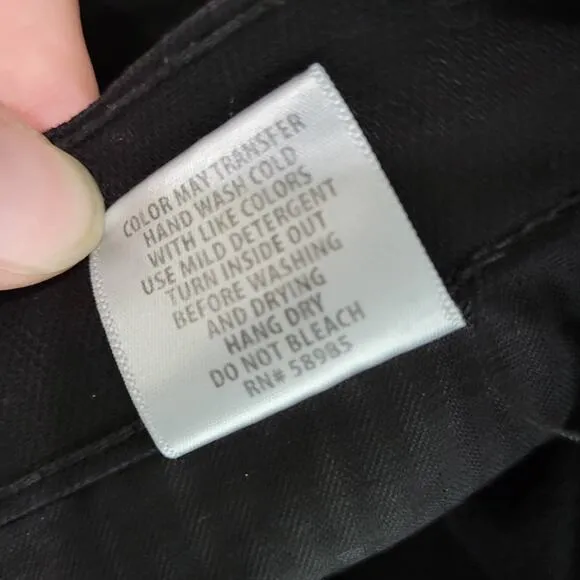 COLOR MAY TRANSFER
HAND WASH COLD
WITH LIKE COLORS
USE MILD DETERGENT
TURN INSIDE OUT
BEFORE WASHING
AND DRYING
HANG DRY
DO NOT BLEACH
RN# 58985